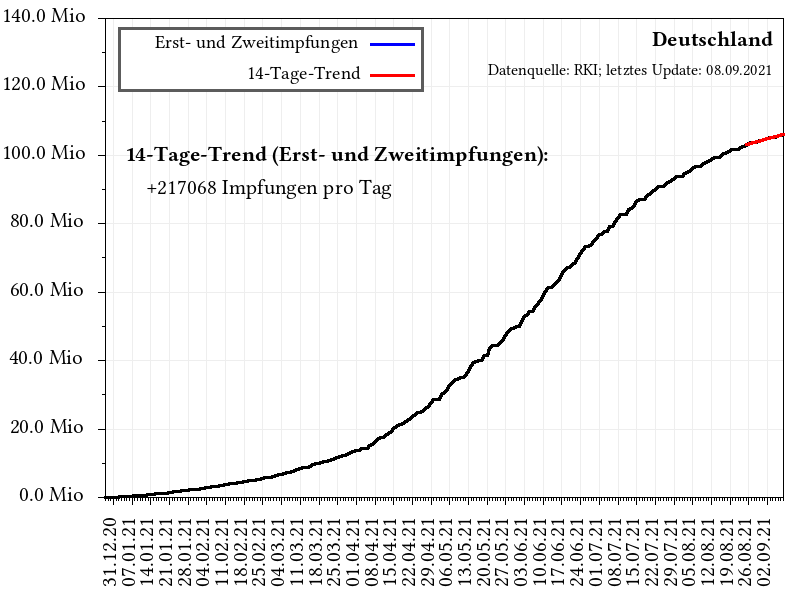 140.0 Mio
120.0 Mio
100.0 Mio
80.0 Mio
60.0 Mio
40.0 Mio
20.0 Mio
0.0 Mio
Erst- und Zweitimpfungen
14-Tage-Trend
Deutschland
Datenquelle: RKI; letztes Update: 08.09.2021
14-Tage-Trend (Erst- und Zweitimpfungen):
+217068 Impfungen pro Tag
31.12.20
07.01.21
14.01.21
21.01.21
28.01.21
04.02.21
11.02.21
18.02.21
25.02.21
04.03.21
11.03.21
18.03.21
25.03.21
01.04.21
08.04.21
15.04.21
22.04.21
29.04.21
06.05.21
13.05.21
20.05.21
27.05.21
03.06.21
10.06.21
17.06.21
24.06.21
01.07.21
08.07.21
15.07.21
22.07.21
29.07.21
05.08.21
12.08.21
19.08.21
26.08.21
02.09.21